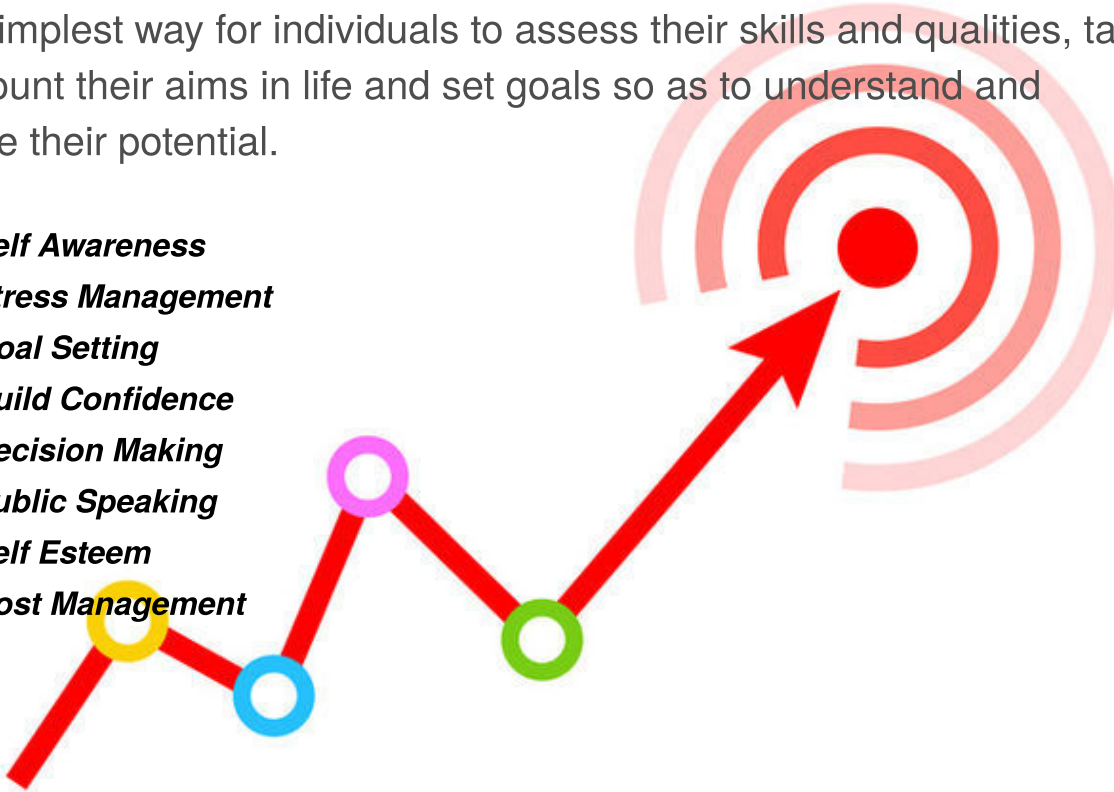 implest way for individuals to assess their skills and qualities, ta
ount their aims in life and set goals so as to understand and
e their potential.
elf Awareness
tress Management
oal Setting
uild Confidence
ecision Making
ublic Speaking
elf Esteem
ost Management